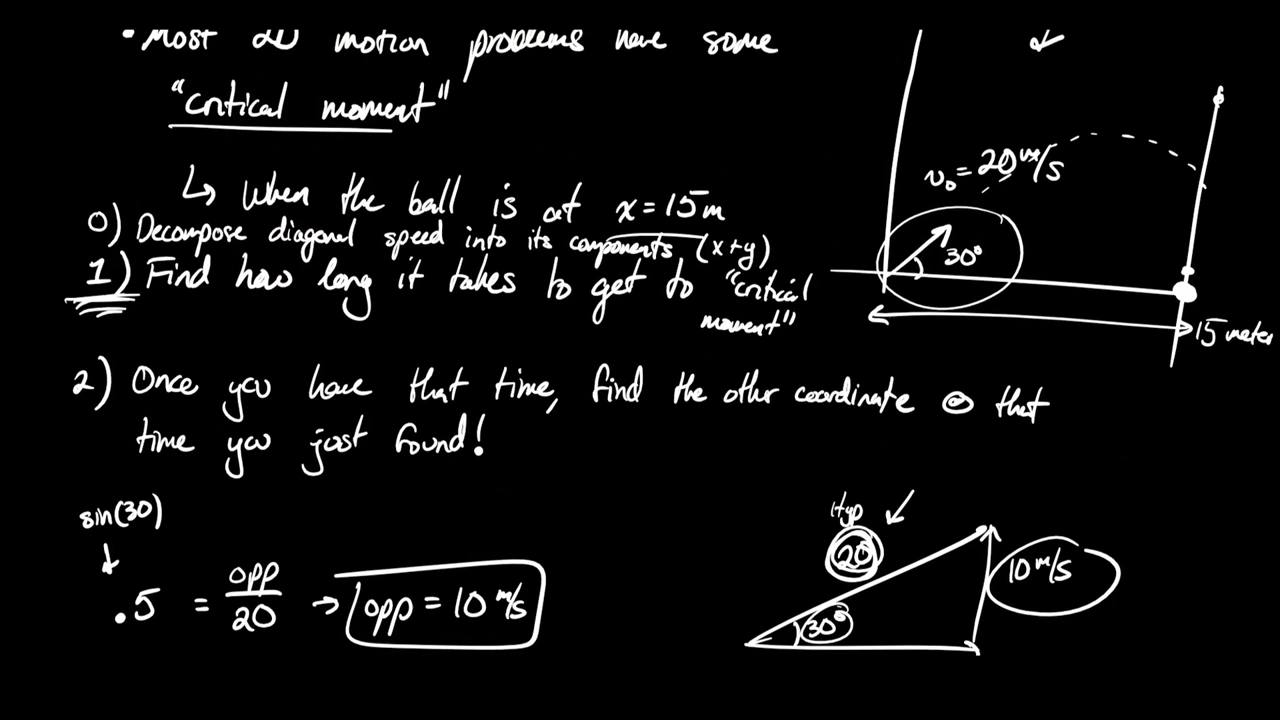 • Most 2D motion problems have some
"critical moment"
↳ When the ball is at x = 15m
0) Decompose diagonal speed into its components (x+y)
1) Find how long it takes to get to "critical
moment"
2) Once you have that time, find the other coordinate @ that
time you just found!
sin(30)
.5 = opp/20 → opp = 10 m/s
v₀ = 20 m/s
30°
15 meter
Hyp
20
10 m/s
30°